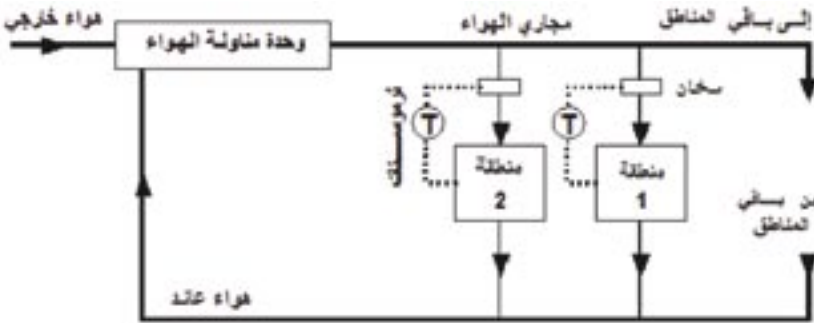 هواء خارجي
وحدة مناولة الهواء
مجاري الهواء
إلى باقي المناطق
سخان
ثرموستات
T
T
منطقة
2
منطقة
1
من باقي
المناطق
هواء عائد